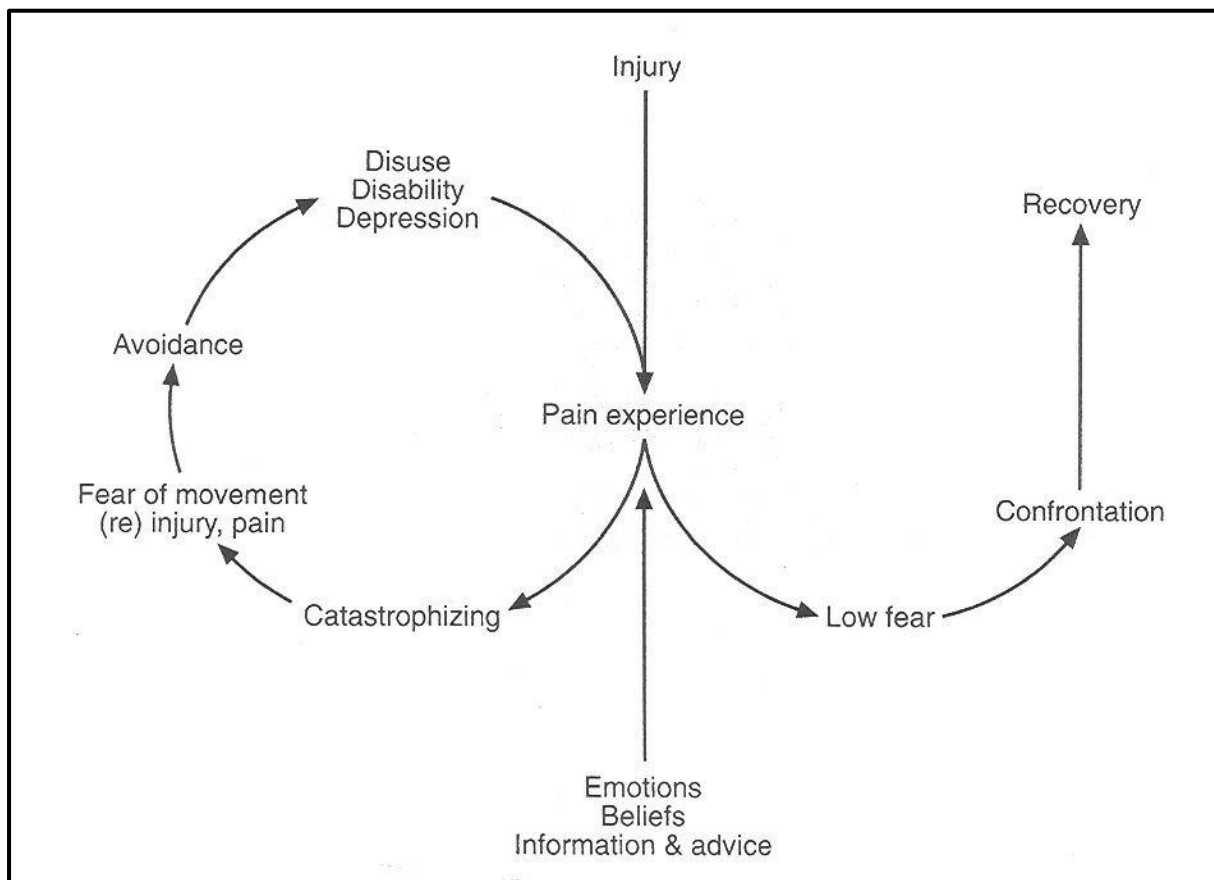 Injury
Disuse
Disability
Depression
Recovery
Avoidance
Pain experience
Fear of movement
(re) injury, pain
Confrontation
Catastrophizing
Low fear
Emotions
Beliefs
Information & advice